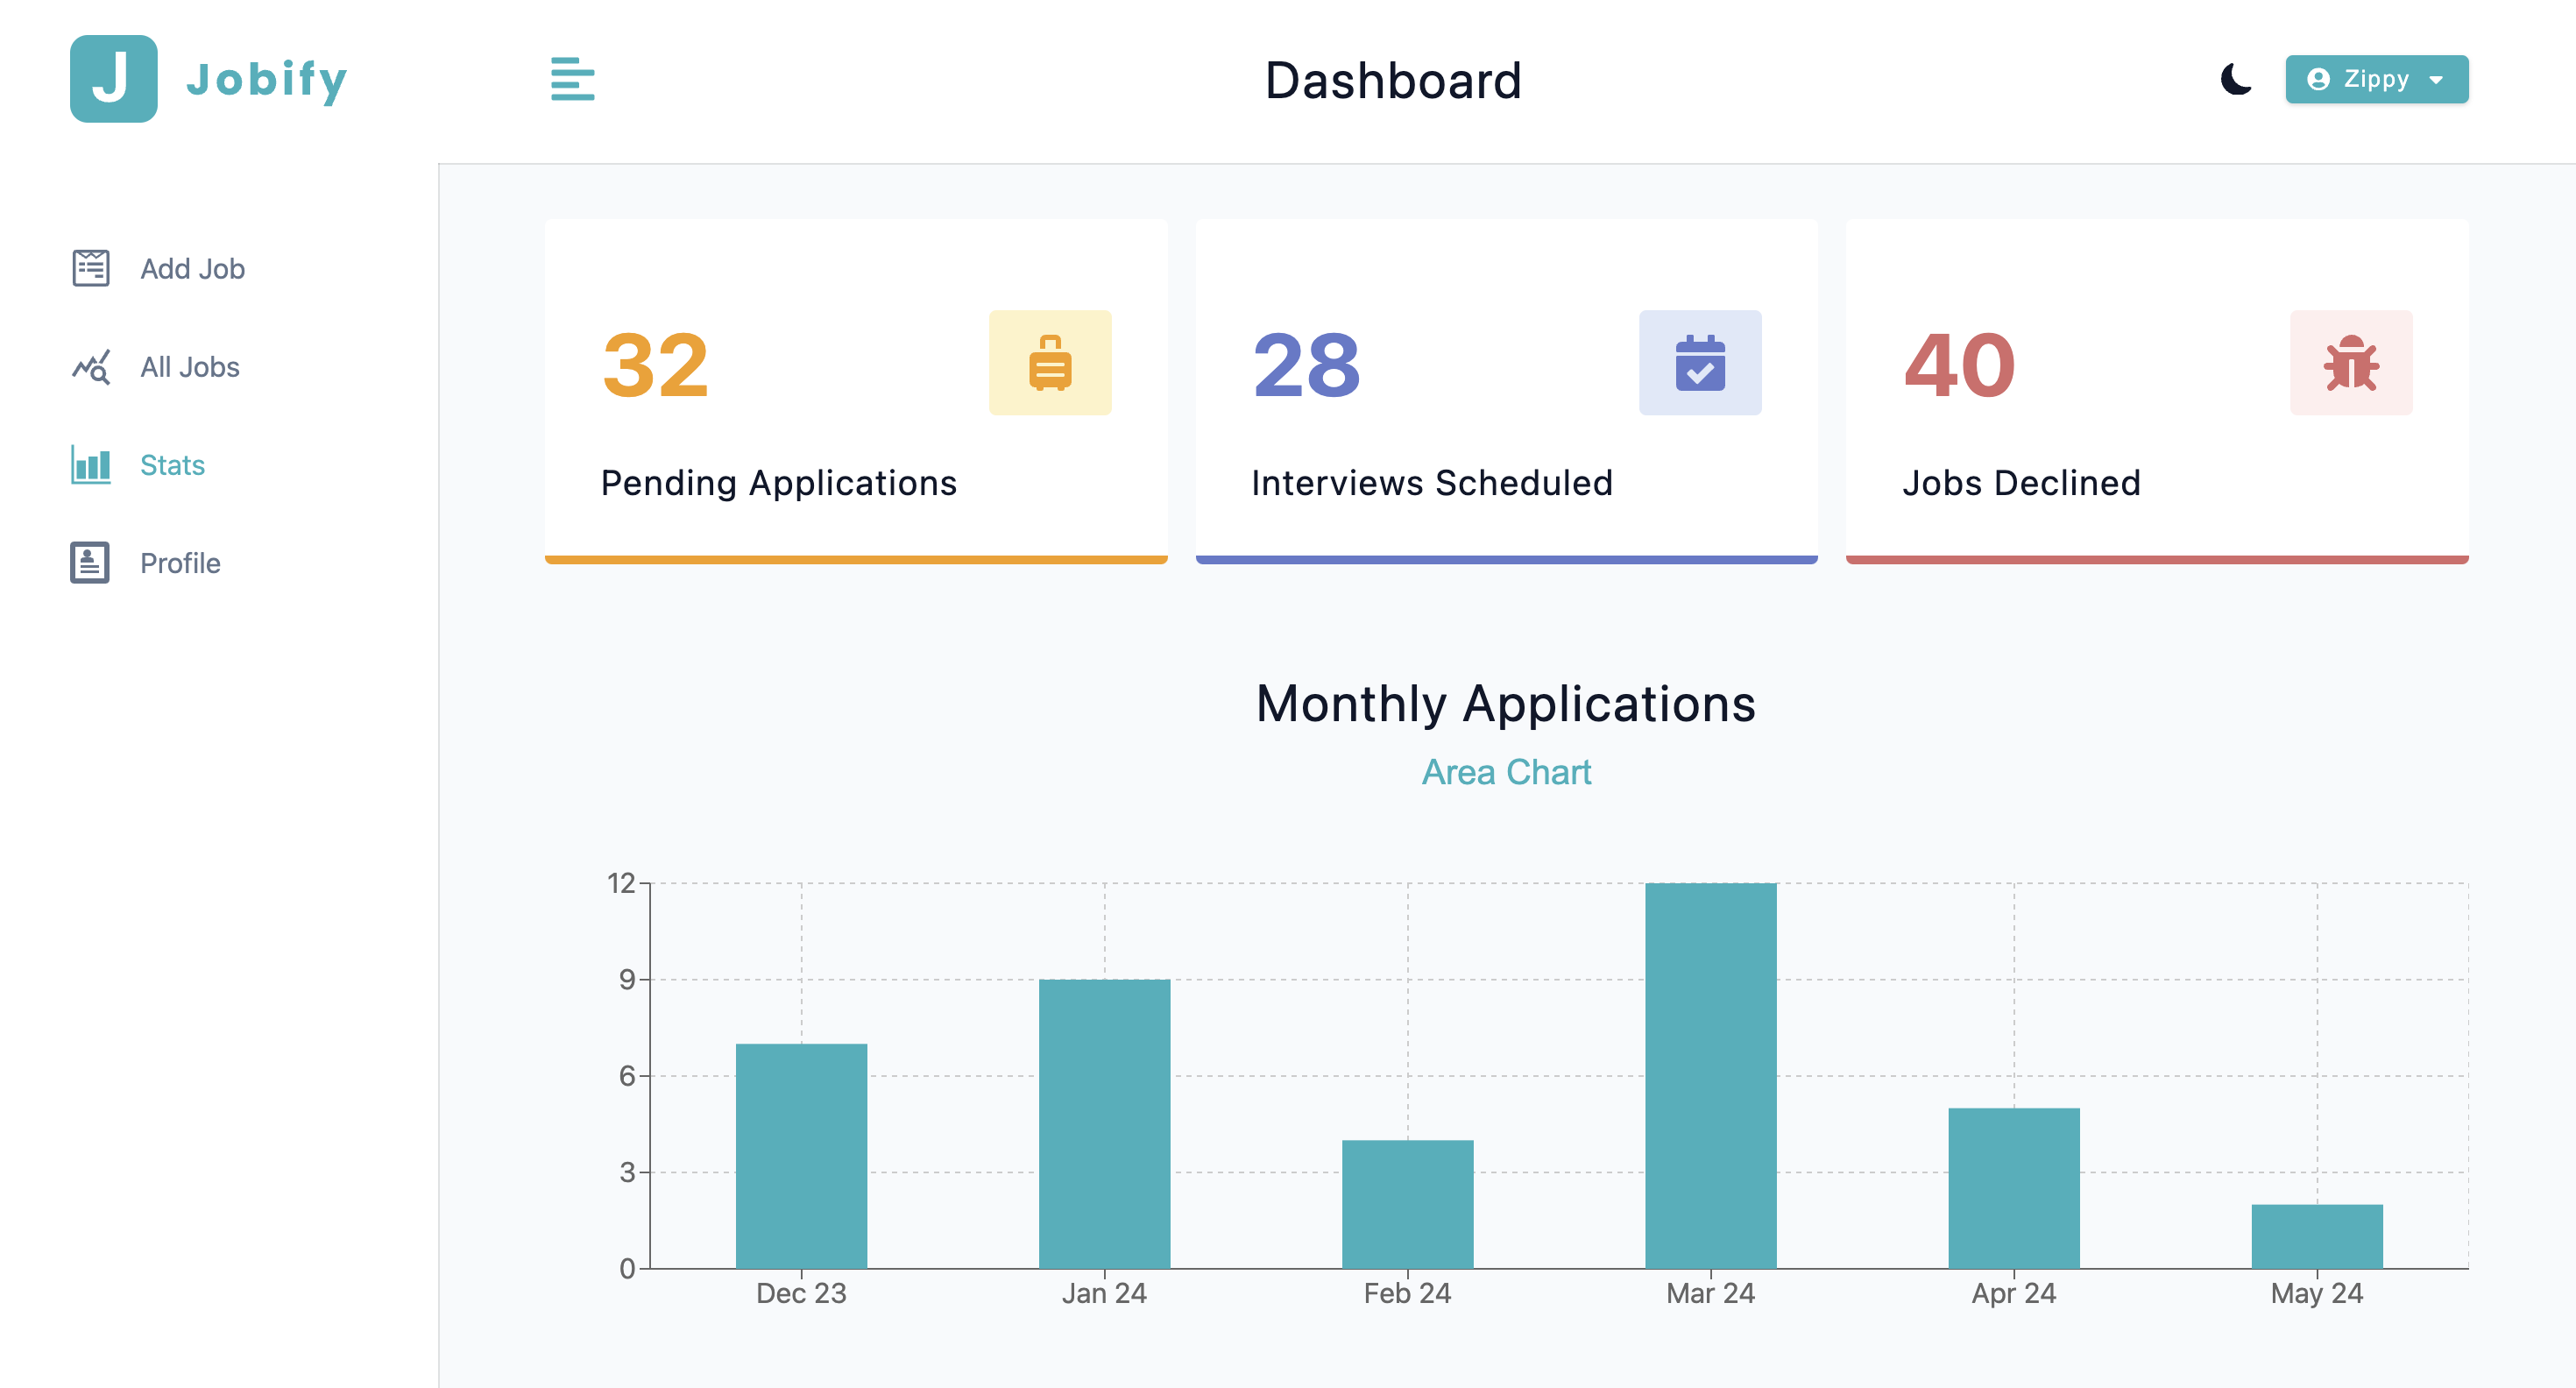 J Jobify
Dashboard
Zippy
Add Job
All Jobs
Stats
Profile
32
Pending Applications
28
Interviews Scheduled
40
Jobs Declined
Monthly Applications
Area Chart
12
9
6
3
0
Dec 23 Jan 24 Feb 24 Mar 24 Apr 24 May 24